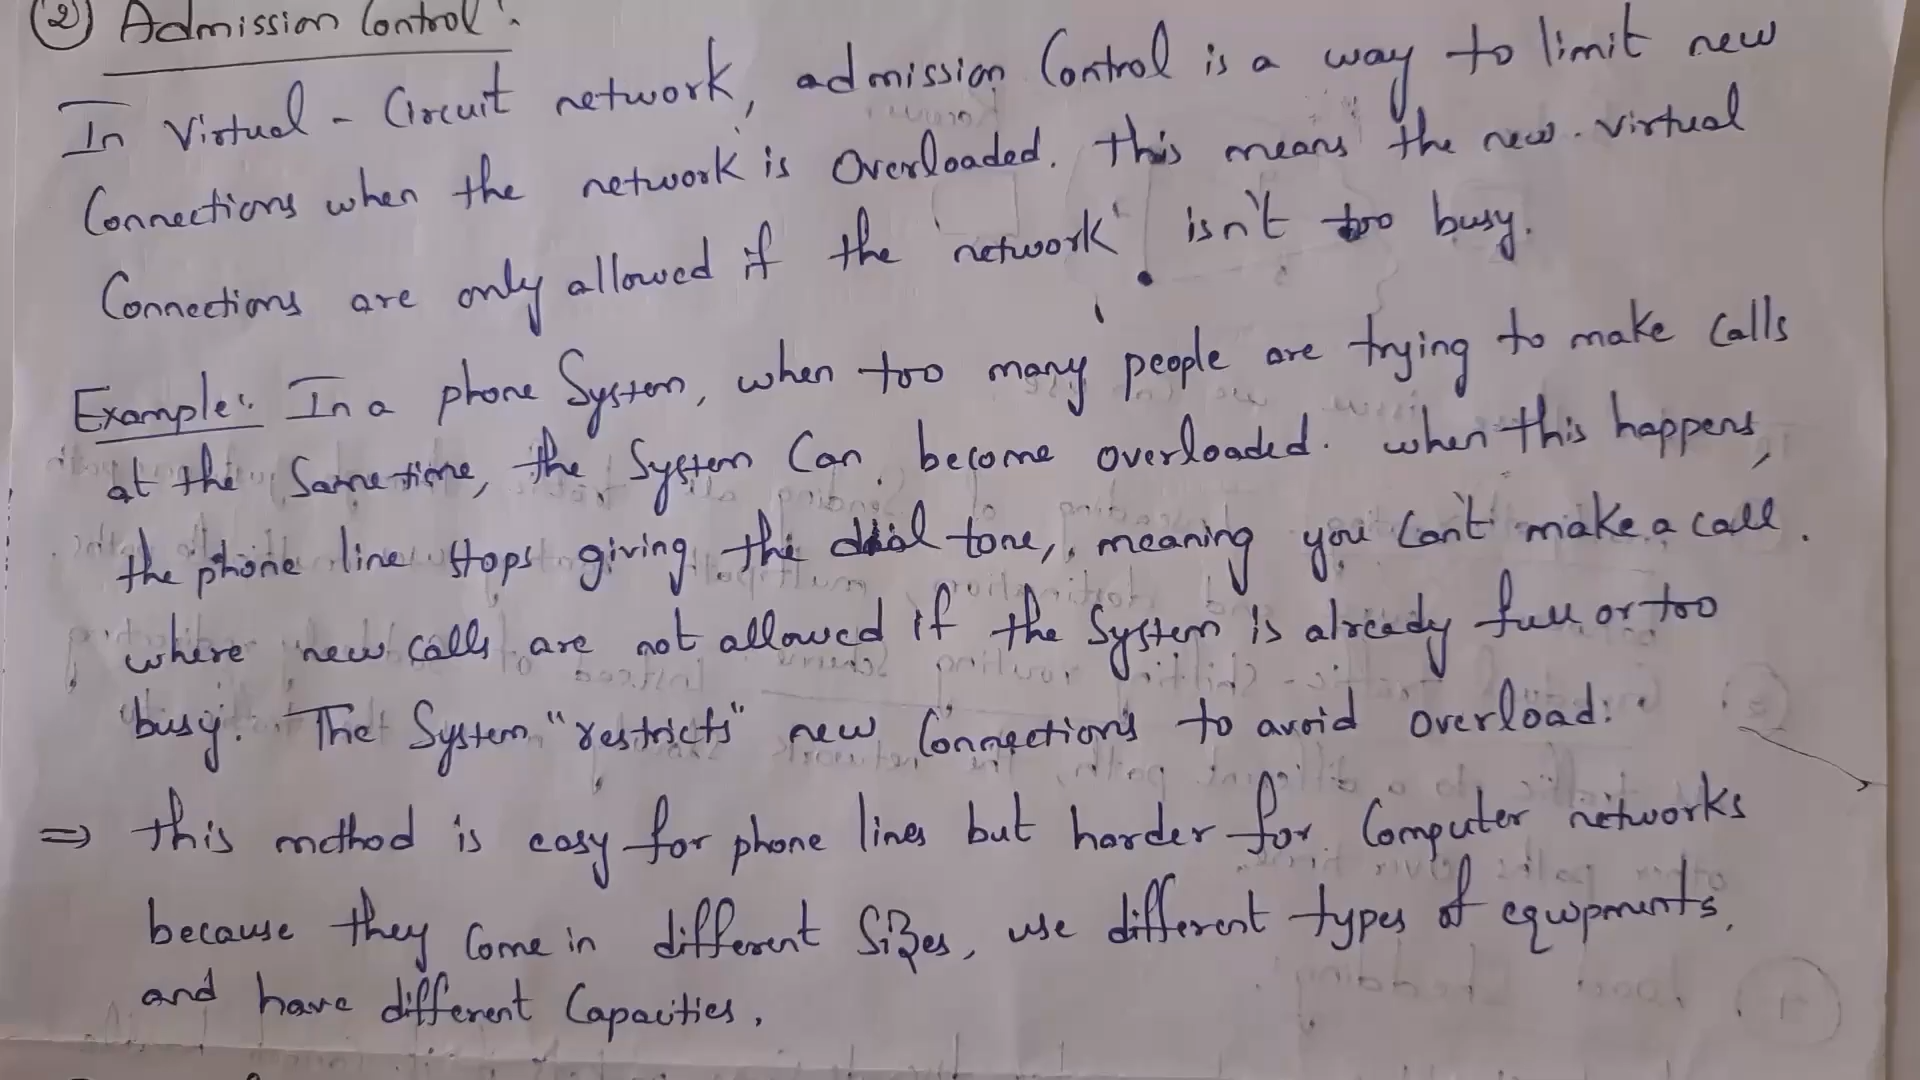 ② Admission Control :
In Virtual - Circuit network, admission Control is a way to limit new
Connections when the network is Overloaded. this means the new virtual
Connections are only allowed if the network isn't too busy.
Example: In a phone System, when too many people are trying to make calls
at the Same time, the System Can become overloaded. when this happens,
the phone line stops giving the dial tone, meaning you Can't make a call.
where new calls are not allowed if the System is already full or too
busy. The System "restricts" new Connections to avoid overload.
⇒ this method is easy for phone lines but harder for Computer networks
because they Come in different Sizes, use different types of equipments,
and have different Capacities.